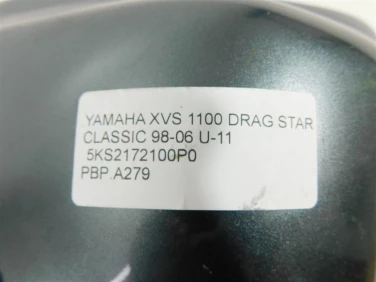 YAMAHA XVS 1100 DRAG STAR
CLASSIC 98-06 U-11
5KS2172100P0
PBP.A279